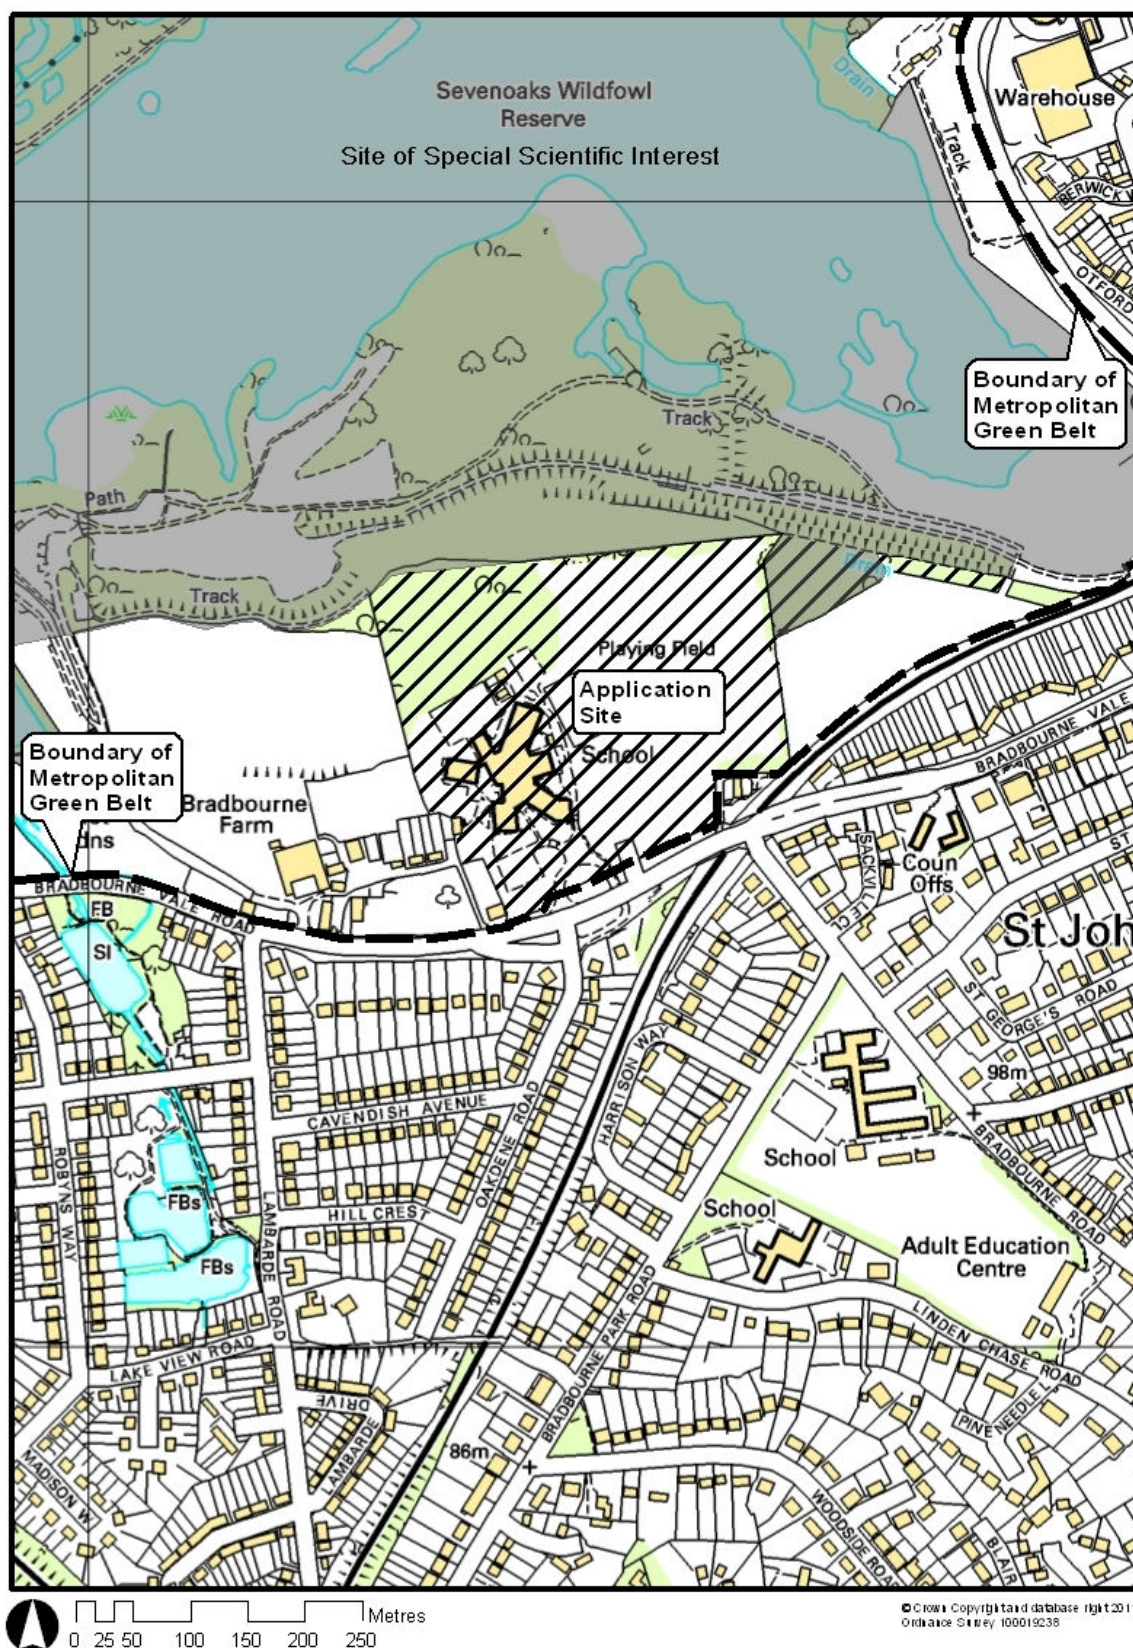 Sevenoaks Wildfowl
Reserve
Site of Special Scientific Interest
Drain
Warehouse
Track
BERWICK W
OTFORD
Boundary of
Metropolitan
Green Belt
Track
Path
Track
Drain
Playing Field
Application
Site
School
Boundary of
Metropolitan
Green Belt
Bradbourne
Farm
dns
BRADBOURNE VALE
BRADBOURNE VALE ROAD
FB
Sl
SACKVILLE CL
Coun
Offs
ST
St Joh
ST GEORGE'S ROAD
98m
HARRISON WAY
CAVENDISH AVENUE
OAKDENE ROAD
School
BRADBOURNE ROAD
ROBYNS WAY
FBs
LAMBARDE ROAD
HILLCREST
School
Adult Education
Centre
FBs
BRADBOURNE PARK ROAD
LINDEN CHASE ROAD
LAKE VIEW ROAD
PINENEEDLE L
DRIVE
LAMBARDE
MADISON W
86m
WOODSIDE ROAD
BLAIR
Metres
0 25 50 100 150 200 250
© Crown Copyright and database right 201
Ordnance Survey 100019238